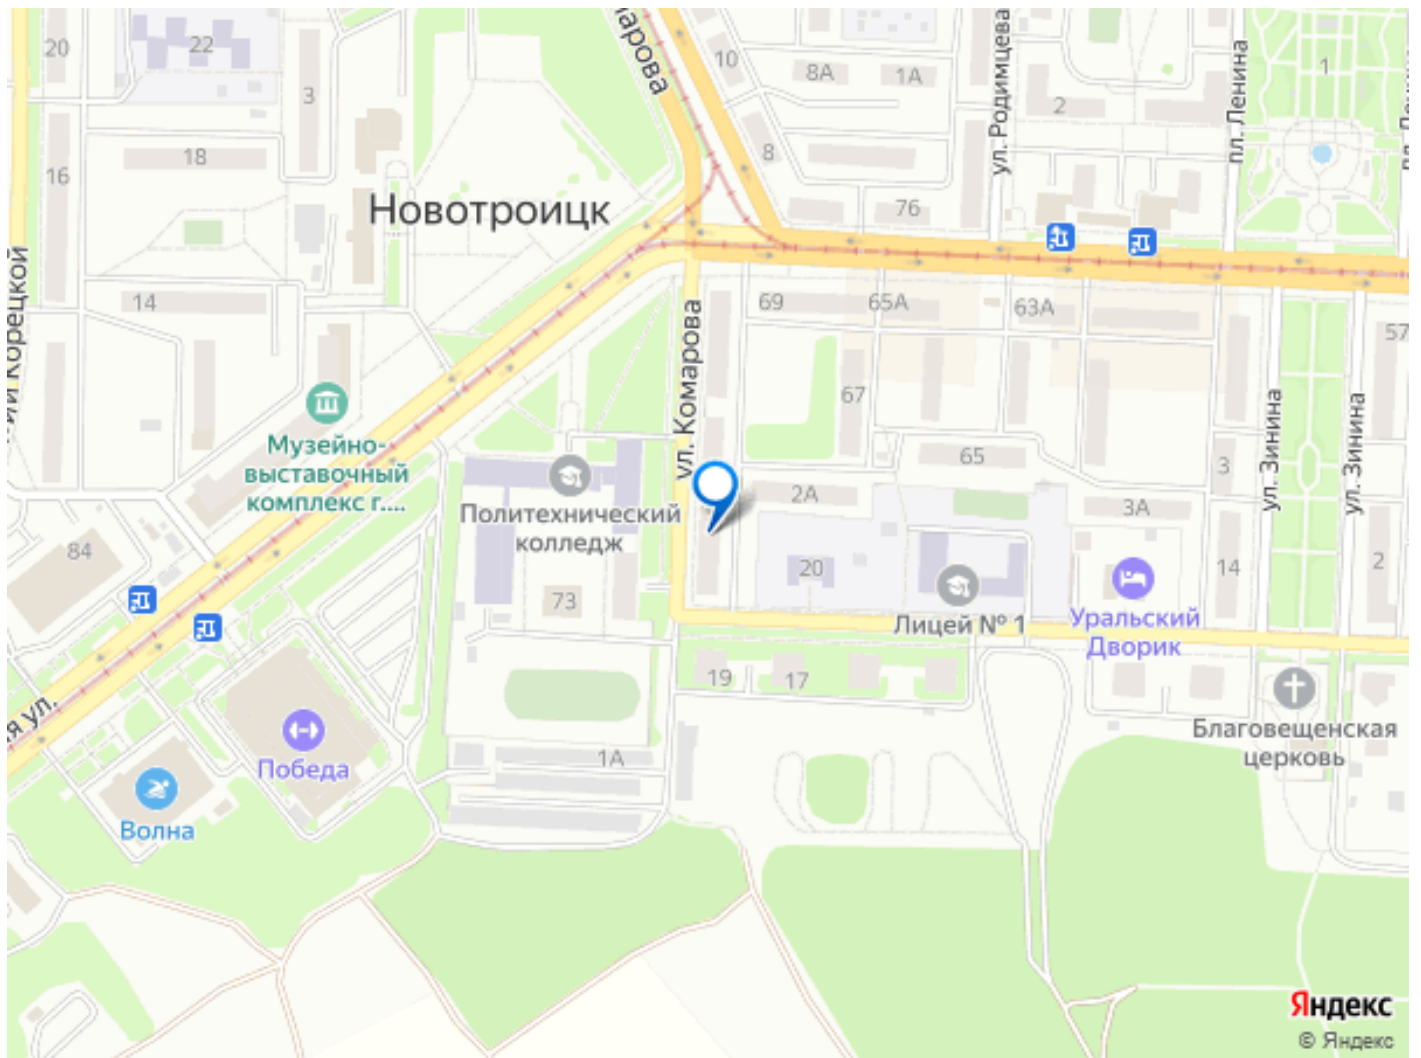 20
22
3
18
16
14
Новотроицк
марова
10
8А
1А
8
76
2
ул. Родимцева
пл. Ленина
1
69
65А
63А
57
67
65
3
3А
14
2
2А
20
ул. Комарова
ул. Зинина
ул. Зинина
Корецкой
Музейно-
выставочный
комплекс г....
Политехнический
колледж
84
73
Лицей № 1
Уральский
Дворик
19
17
1А
Благовещенская
церковь
ул.
Победа
Волна
Яндекс
© Яндекс